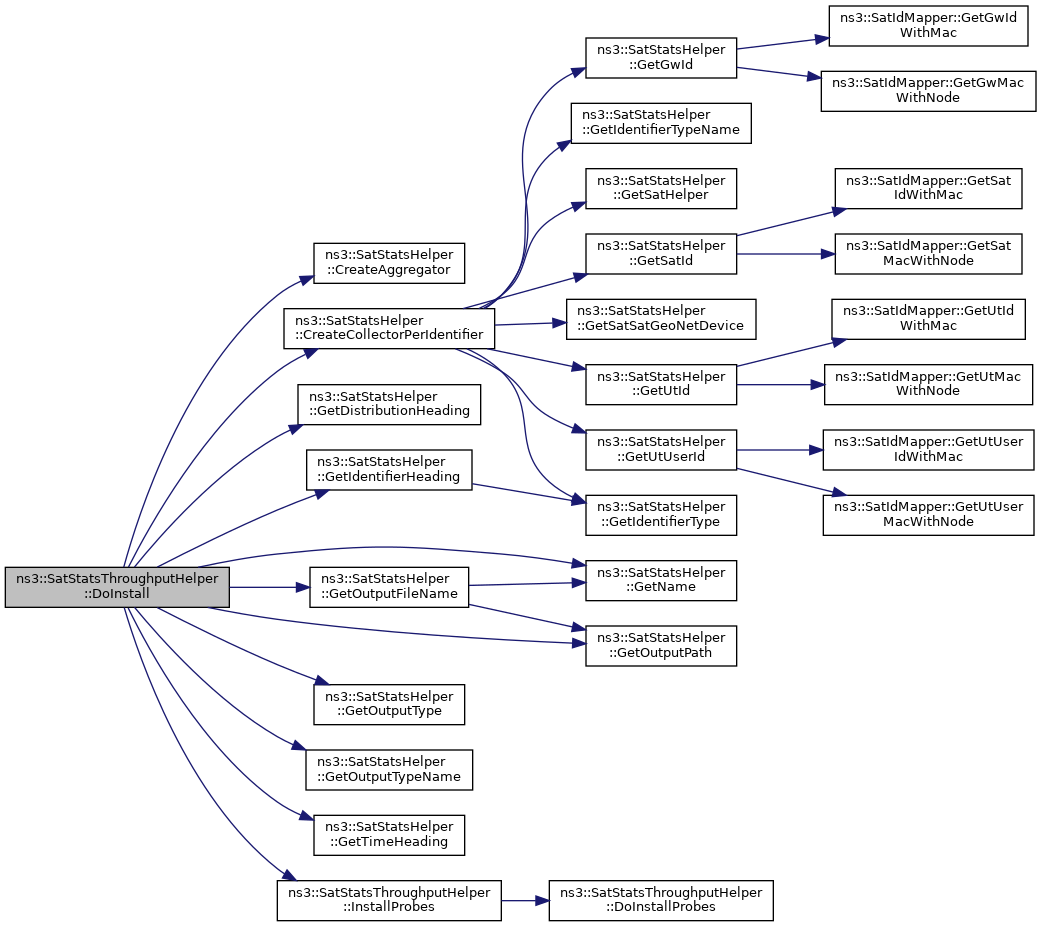 ns3::SatStatsThroughputHelper
::DoInstall
ns3::SatStatsHelper
::CreateAggregator
ns3::SatStatsHelper
::CreateCollectorPerIdentifier
ns3::SatStatsHelper
::GetDistributionHeading
ns3::SatStatsHelper
::GetIdentifierHeading
ns3::SatStatsHelper
::GetOutputFileName
ns3::SatStatsHelper
::GetOutputType
ns3::SatStatsHelper
::GetOutputTypeName
ns3::SatStatsHelper
::GetTimeHeading
ns3::SatStatsThroughputHelper
::InstallProbes
ns3::SatStatsHelper
::GetGwId
ns3::SatStatsHelper
::GetIdentifierTypeName
ns3::SatStatsHelper
::GetSatHelper
ns3::SatStatsHelper
::GetSatId
ns3::SatStatsHelper
::GetSatSatGeoNetDevice
ns3::SatStatsHelper
::GetUtId
ns3::SatStatsHelper
::GetUtUserId
ns3::SatStatsHelper
::GetIdentifierType
ns3::SatStatsHelper
::GetName
ns3::SatStatsHelper
::GetOutputPath
ns3::SatStatsThroughputHelper
::DoInstallProbes
ns3::SatIdMapper::GetGwId
WithMac
ns3::SatIdMapper::GetGwMac
WithNode
ns3::SatIdMapper::GetSat
IdWithMac
ns3::SatIdMapper::GetSat
MacWithNode
ns3::SatIdMapper::GetUtId
WithMac
ns3::SatIdMapper::GetUtMac
WithNode
ns3::SatIdMapper::GetUtUser
IdWithMac
ns3::SatIdMapper::GetUtUser
MacWithNode